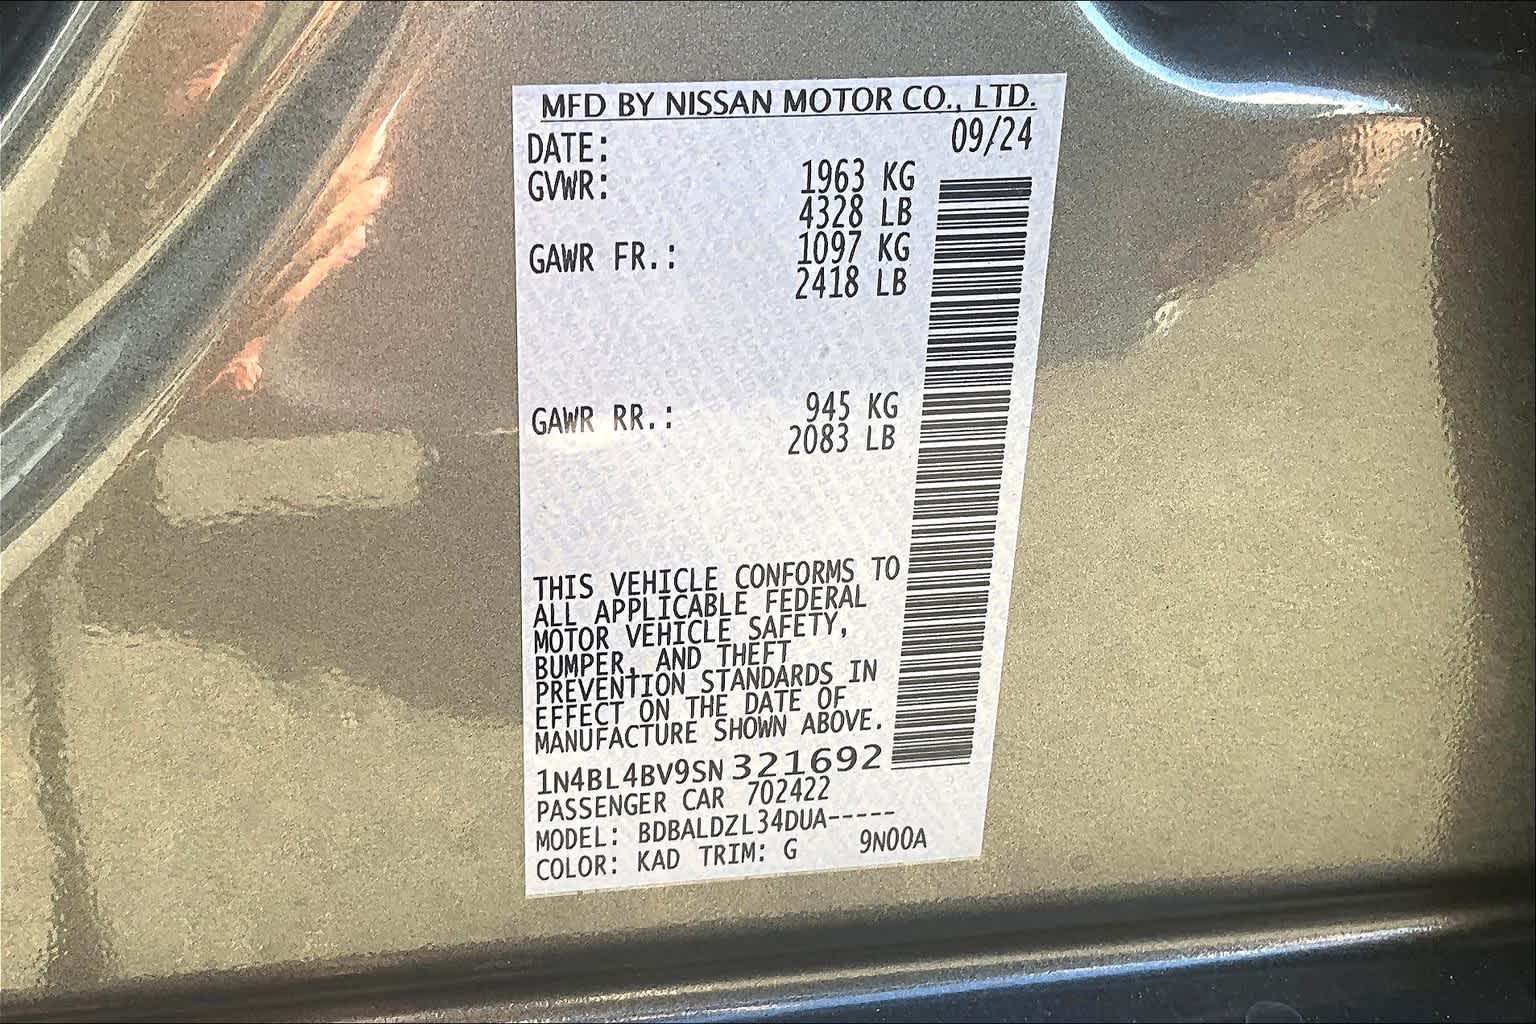 MFD BY NISSAN MOTOR CO., LTD.
DATE: 09/24
GVWR: 1963 KG
4328 LB
GAWR FR.: 1097 KG
2418 LB
GAWR RR.: 945 KG
2083 LB
THIS VEHICLE CONFORMS TO
ALL APPLICABLE FEDERAL
MOTOR VEHICLE SAFETY,
BUMPER, AND THEFT
PREVENTION STANDARDS IN
EFFECT ON THE DATE OF
MANUFACTURE SHOWN ABOVE.
1N4BL4BV9SN321692
PASSENGER CAR 702422
MODEL: BDBALDZL34DUA-----
COLOR: KAD TRIM: G 9N00A